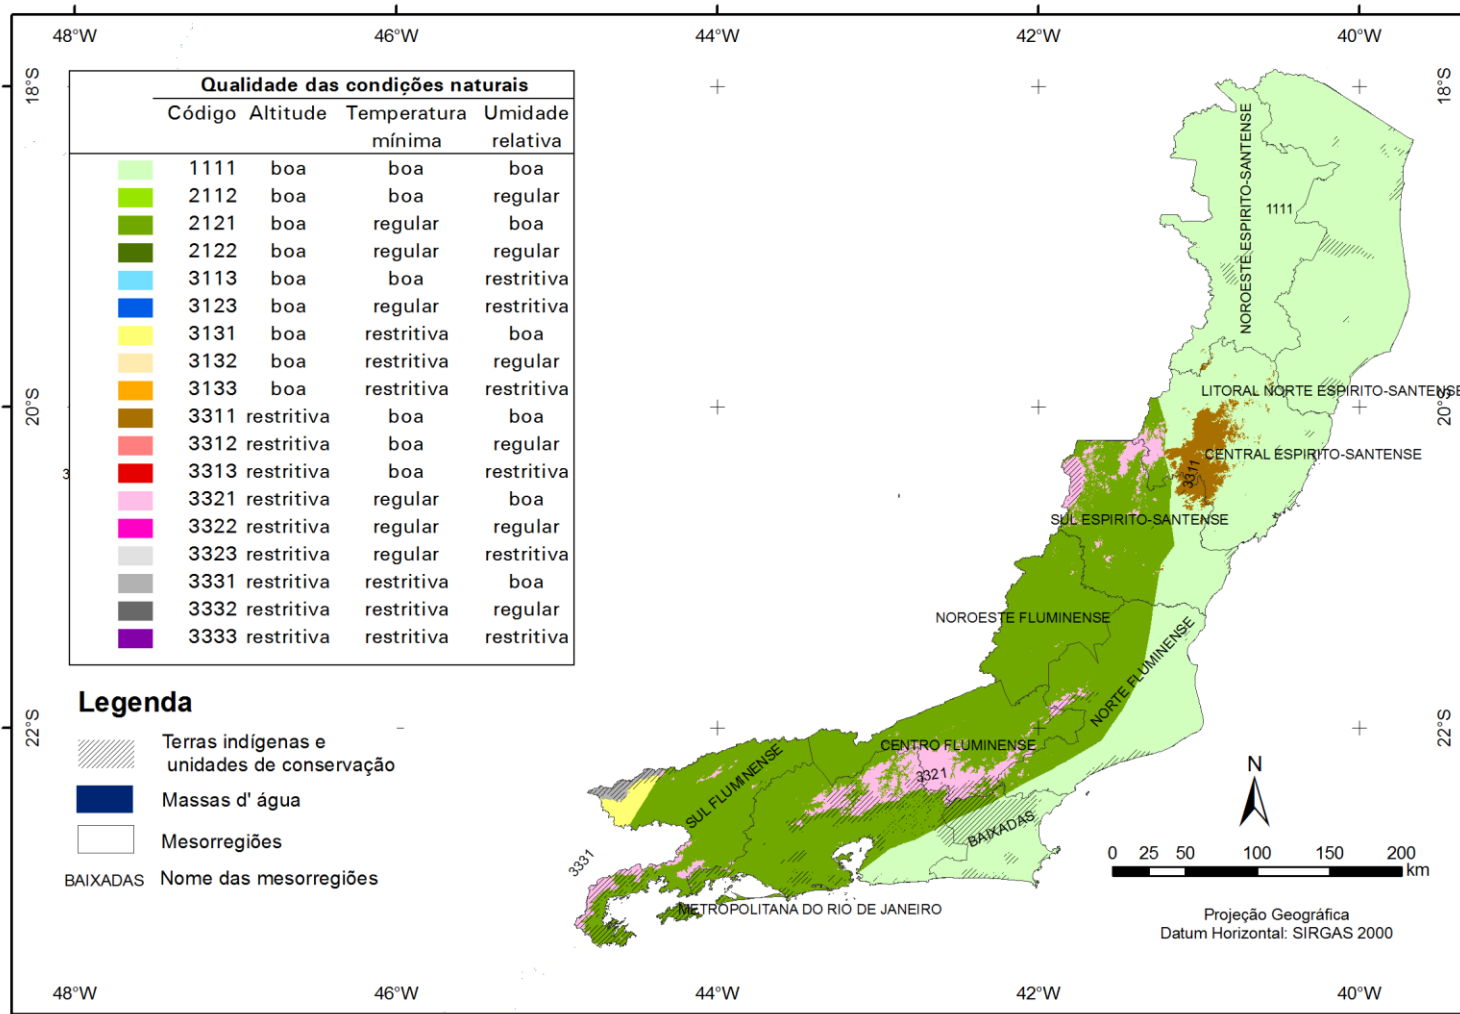 48°W 46°W 44°W 42°W 40°W
18°S 18°S
Qualidade das condições naturais
Código Altitude Temperatura mínima Umidade relativa
1111 boa boa boa
2112 boa boa regular
2121 boa regular boa
2122 boa regular regular
3113 boa boa restritiva
3123 boa regular restritiva
3131 boa restritiva boa
3132 boa restritiva regular
3133 boa restritiva restritiva
3311 restritiva boa boa
3312 restritiva boa regular
3313 restritiva boa restritiva
3321 restritiva regular boa
3322 restritiva regular regular
3323 restritiva regular restritiva
3331 restritiva restritiva boa
3332 restritiva restritiva regular
3333 restritiva restritiva restritiva
NOROESTE ESPIRITO-SANTENSE
1111
20°S 20°S
LITORAL NORTE ESPIRITO-SANTENSE
CENTRAL ESPIRITO-SANTENSE
3311
3
SUL ESPIRITO-SANTENSE
NOROESTE FLUMINENSE
NORTE FLUMINENSE
22°S 22°S
CENTRO FLUMINENSE
3321
SUL FLUMINENSE
BAIXADAS
3331
METROPOLITANA DO RIO DE JANEIRO
Legenda
Terras indígenas e
unidades de conservação
Massas d' água
Mesorregiões
BAIXADAS Nome das mesorregiões
N
0 25 50 100 150 200
km
Projeção Geográfica
Datum Horizontal: SIRGAS 2000
48°W 46°W 44°W 42°W 40°W